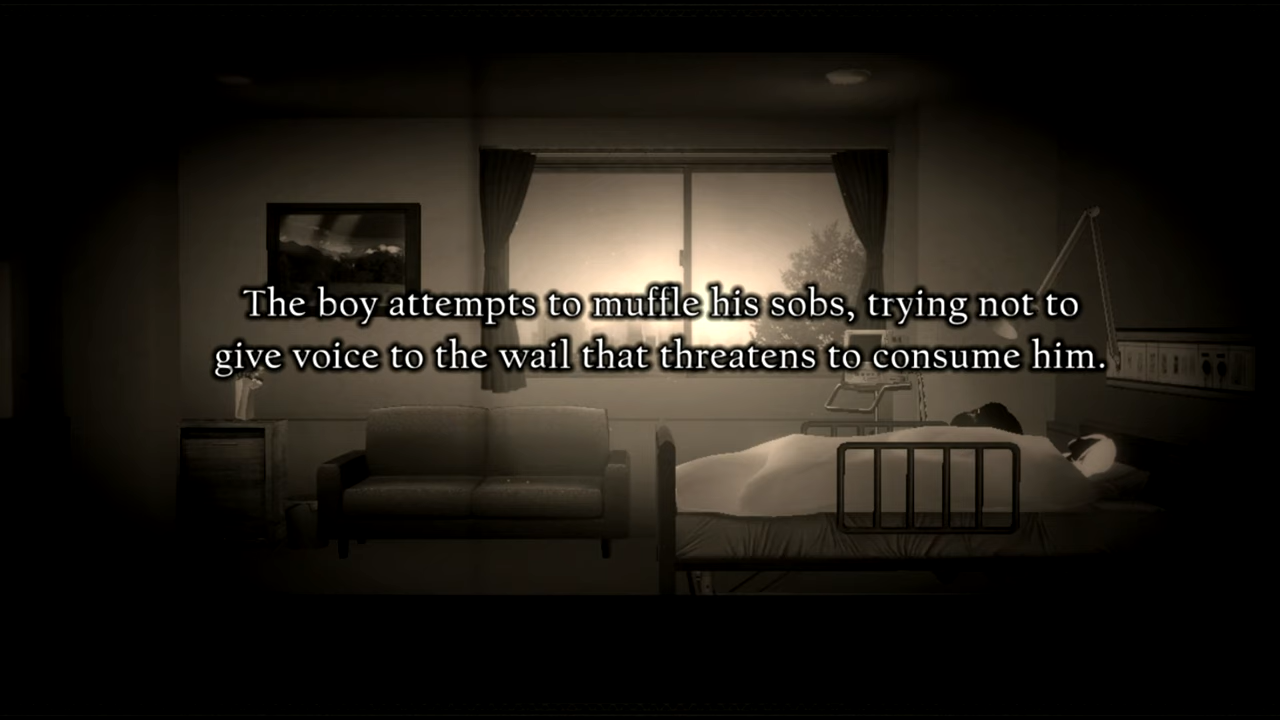 The boy attempts to muffle his sobs, trying not to
give voice to the wail that threatens to consume him.